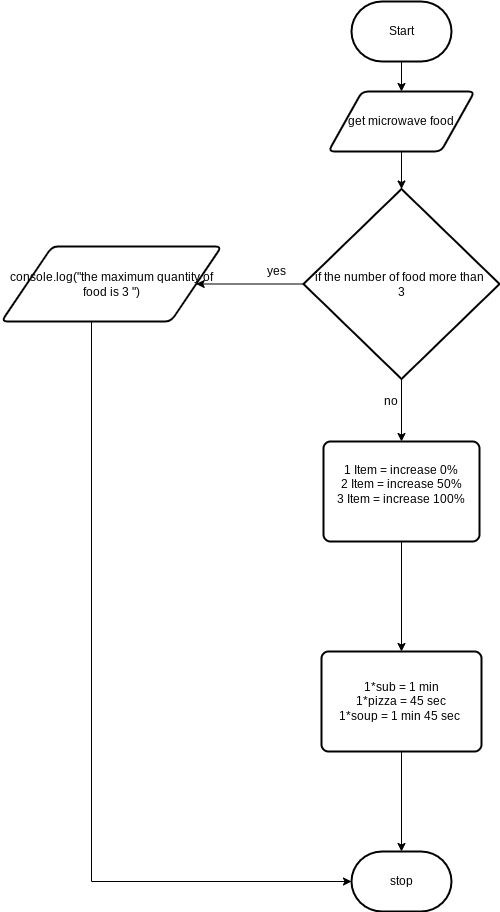 Start
get microwave food
if the number of food more than
3
yes
console.log("the maximum quantity of
food is 3 ")
no
1 Item = increase 0%
2 Item = increase 50%
3 Item = increase 100%
1*sub = 1 min
1*pizza = 45 sec
1*soup = 1 min 45 sec
stop